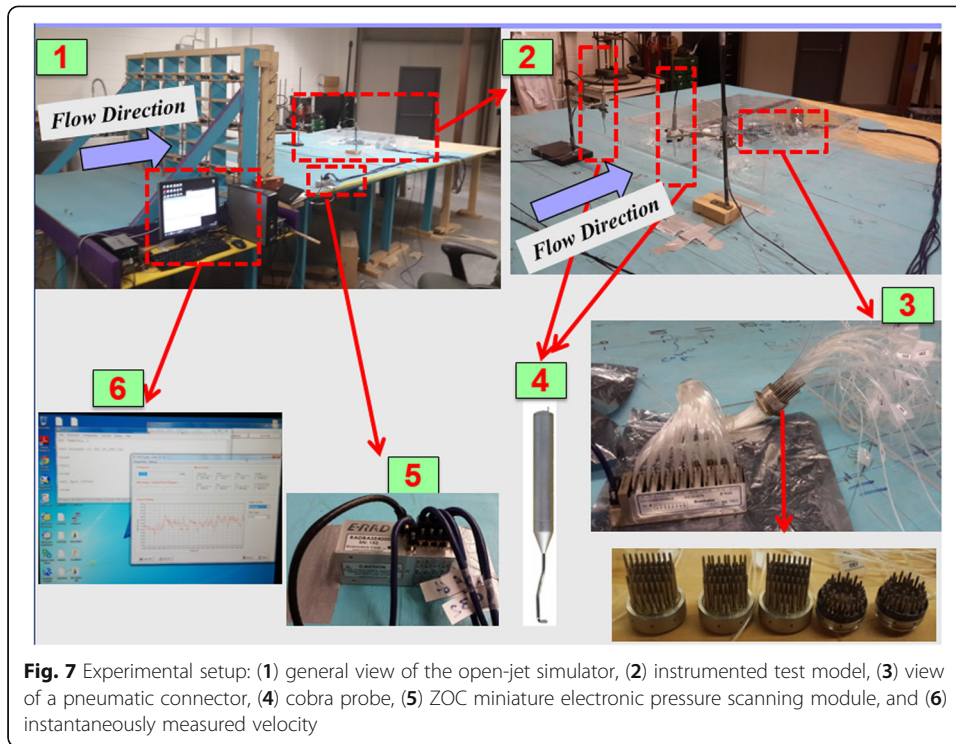 1
Flow Direction
2
Flow Direction
3
4
6
5
E-RAD
Fig. 7 Experimental setup: (1) general view of the open-jet simulator, (2) instrumented test model, (3) view
of a pneumatic connector, (4) cobra probe, (5) ZOC miniature electronic pressure scanning module, and (6)
instantaneously measured velocity